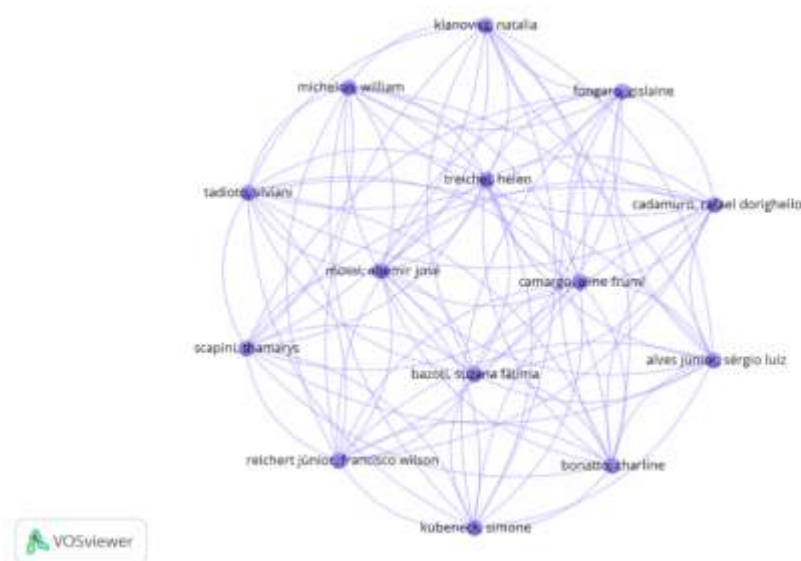 klanovicz, natalia
michelon, william
fongaro, gislaine
treichel, helen
tadioto, viviani
cadamuro, rafael dorighello
mossi, altemir josé
camargo, aline frumi
scapini, thamarys
alves júnior, sérgio luiz
bazoti, suzana fátima
reichert júnior, francisco wilson
bonatto, charline
kubeneck, simone
VOSviewer